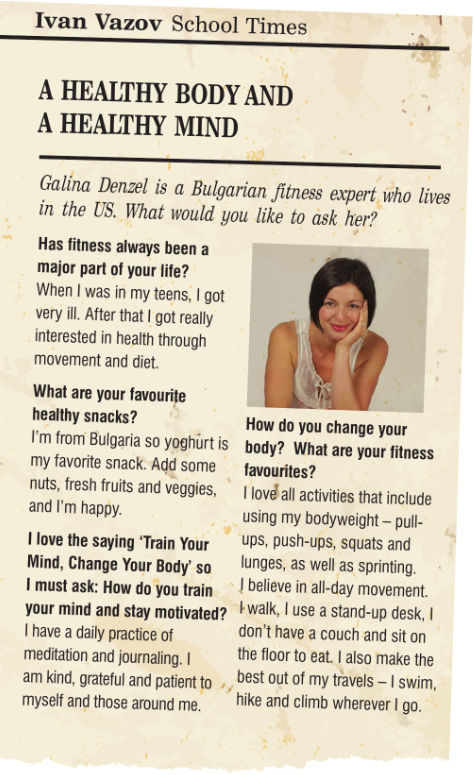 Ivan Vazov School Times
A HEALTHY BODY AND
A HEALTHY MIND
Galina Denzel is a Bulgarian fitness expert who lives
in the US. What would you like to ask her?
Has fitness always been a
major part of your life?
When I was in my teens, I got
very ill. After that I got really
interested in health through
movement and diet.
What are your favourite
healthy snacks?
I'm from Bulgaria so yoghurt is
my favorite snack. Add some
nuts, fresh fruits and veggies,
and I'm happy.
I love the saying 'Train Your
Mind, Change Your Body' so
I must ask: How do you train
your mind and stay motivated?
I have a daily practice of
meditation and journaling. I
am kind, grateful and patient to
myself and those around me.
How do you change your
body? What are your fitness
favourites?
I love all activities that include
using my bodyweight – pull-
ups, push-ups, squats and
lunges, as well as sprinting.
I believe in all-day movement.
I walk, I use a stand-up desk, I
don't have a couch and sit on
the floor to eat. I also make the
best out of my travels – I swim,
hike and climb wherever I go.